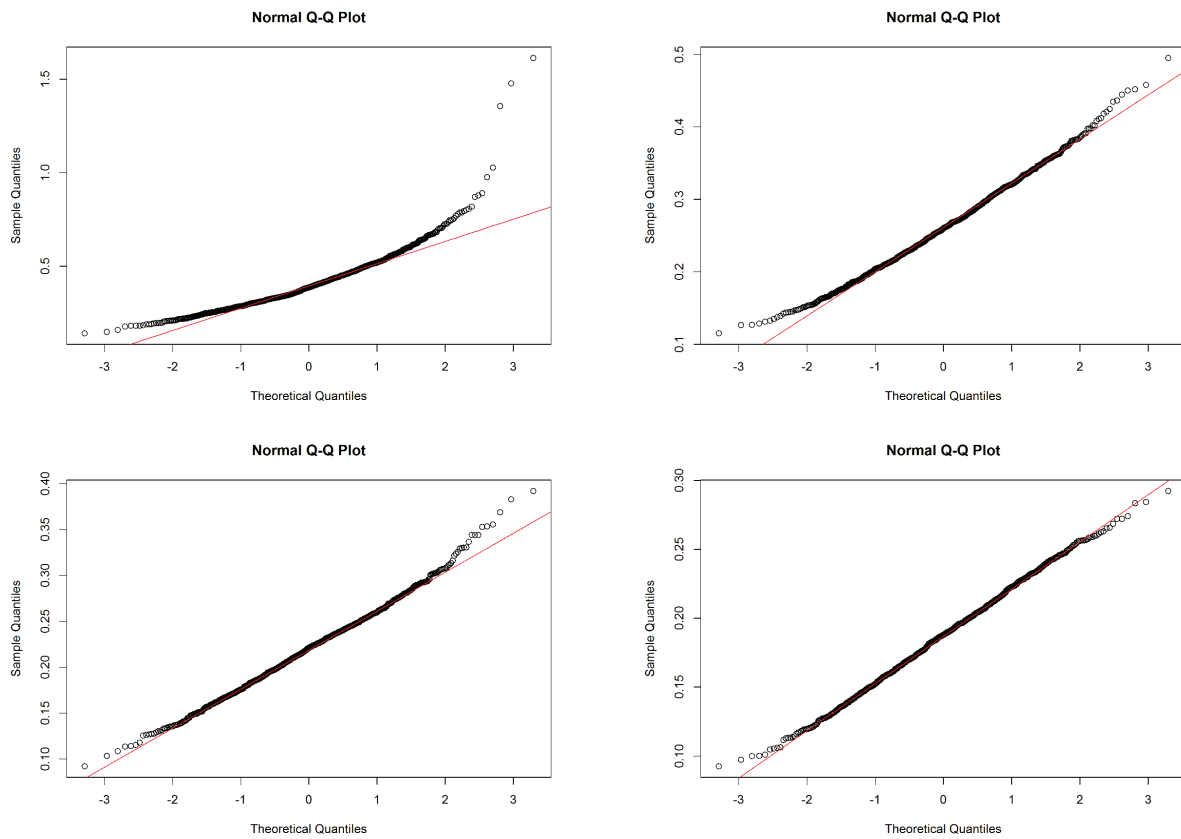 Normal Q-Q Plot
Sample Quantiles
1.5
1.0
0.5
-3 -2 -1 0 1 2 3
Theoretical Quantiles
Normal Q-Q Plot
Sample Quantiles
0.5
0.4
0.3
0.2
0.1
-3 -2 -1 0 1 2 3
Theoretical Quantiles
Normal Q-Q Plot
Sample Quantiles
0.40
0.35
0.30
0.25
0.20
0.15
0.10
-3 -2 -1 0 1 2 3
Theoretical Quantiles
Normal Q-Q Plot
Sample Quantiles
0.30
0.25
0.20
0.15
0.10
-3 -2 -1 0 1 2 3
Theoretical Quantiles